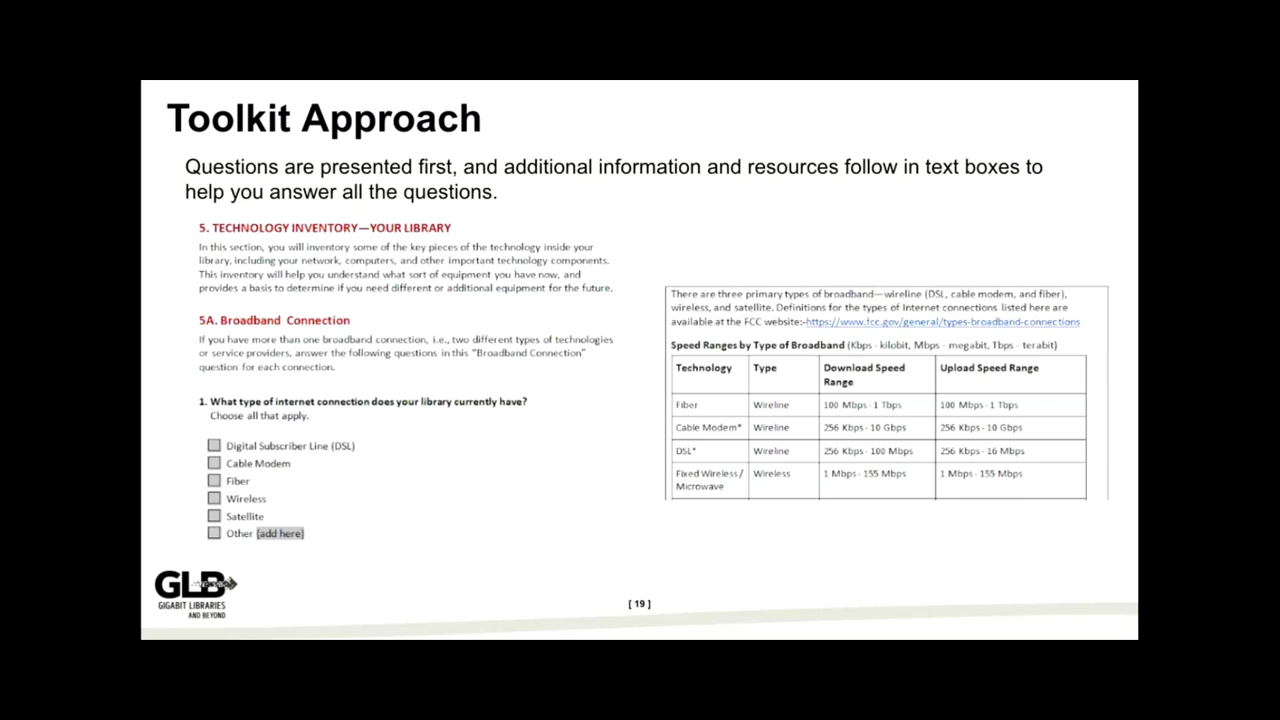 Toolkit Approach
Questions are presented first, and additional information and resources follow in text boxes to
help you answer all the questions.
5. TECHNOLOGY INVENTORY—YOUR LIBRARY
In this section, you will inventory some of the key pieces of the technology inside your
library, including your network, computers, and other important technology components.
This inventory will help you understand what sort of equipment you have now, and
provides a basis to determine if you need different or additional equipment for the future.
5A. Broadband Connection
If you have more than one broadband connection, i.e., two different types of technologies
or service providers, answer the following questions in this "Broadband Connection"
question for each connection.
1. What type of internet connection does your library currently have?
Choose all that apply.
Digital Subscriber Line (DSL)
Cable Modem
Fiber
Wireless
Satellite
Other [add here]
There are three primary types of broadband—wireline (DSL, cable modem, and fiber),
wireless, and satellite. Definitions for the types of Internet connections listed here are
available at the FCC website:-https://www.fcc.gov/general/types-broadband-connections
Speed Ranges by Type of Broadband (Kbps - kilobit, Mbps - megabit, Tbps - terabit)
Technology Type Download Speed Range Upload Speed Range
Fiber Wireline 100 Mbps - 1 Tbps 100 Mbps - 1 Tbps
Cable Modem* Wireline 256 Kbps - 10 Gbps 256 Kbps - 10 Gbps
DSL* Wireline 256 Kbps - 100 Mbps 256 Kbps - 16 Mbps
Fixed Wireless/ Microwave Wireless 1 Mbps - 155 Mbps 1 Mbps - 155 Mbps
GLB
GIGABIT LIBRARIES
AND BEYOND
[ 19 ]